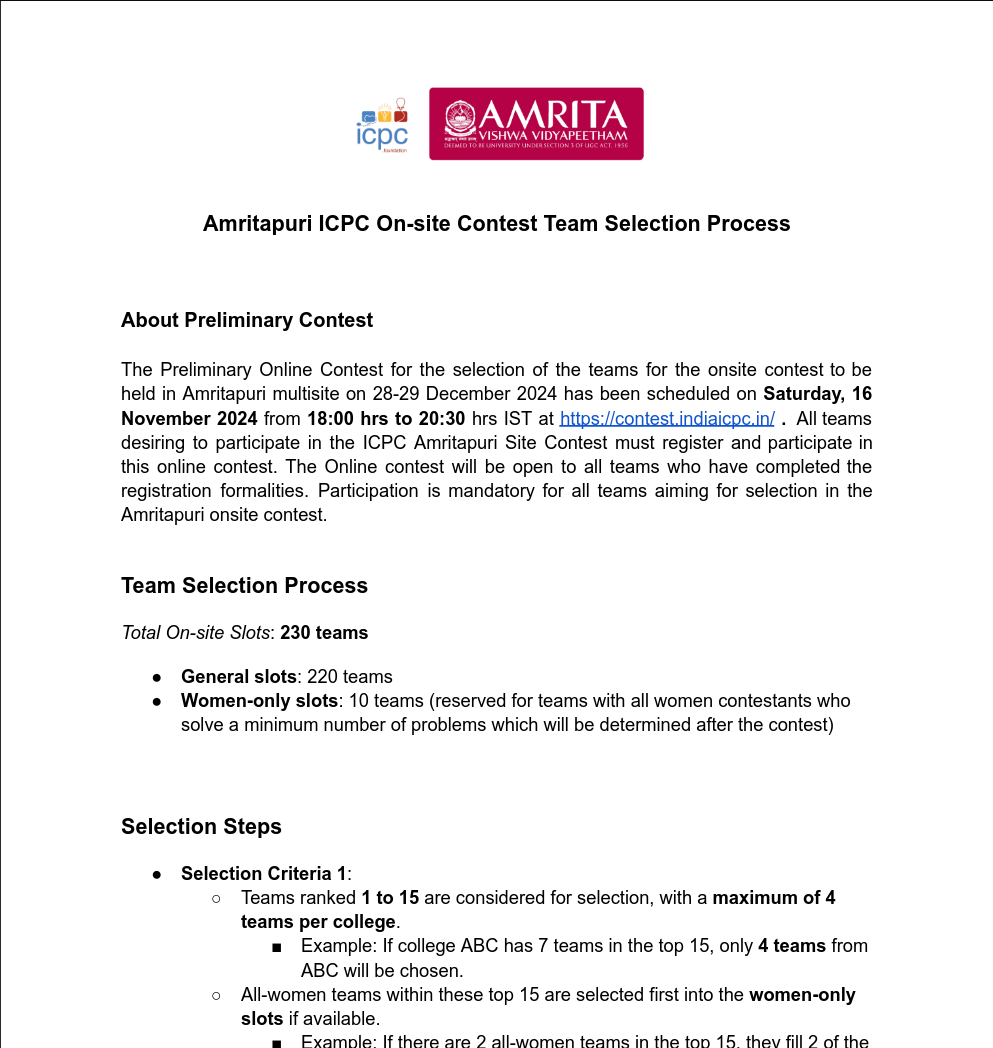 icpc
foundation
AMRITA
VISHWA VIDYAPEETHAM
DEEMED TO BE UNIVERSITY UNDER SECTION 3 OF UGC ACT, 1956
Amritapuri ICPC On-site Contest Team Selection Process
About Preliminary Contest
The Preliminary Online Contest for the selection of the teams for the onsite contest to be
held in Amritapuri multisite on 28-29 December 2024 has been scheduled on Saturday, 16
November 2024 from 18:00 hrs to 20:30 hrs IST at https://contest.indiaicpc.in/ . All teams
desiring to participate in the ICPC Amritapuri Site Contest must register and participate in
this online contest. The Online contest will be open to all teams who have completed the
registration formalities. Participation is mandatory for all teams aiming for selection in the
Amritapuri onsite contest.
Team Selection Process
Total On-site Slots: 230 teams
● General slots: 220 teams
● Women-only slots: 10 teams (reserved for teams with all women contestants who
solve a minimum number of problems which will be determined after the contest)
Selection Steps
● Selection Criteria 1:
○ Teams ranked 1 to 15 are considered for selection, with a maximum of 4
teams per college.
■ Example: If college ABC has 7 teams in the top 15, only 4 teams from
ABC will be chosen.
○ All-women teams within these top 15 are selected first into the women-only
slots if available.
■ Example: If there are 2 all-women teams in the top 15, they fill 2 of the